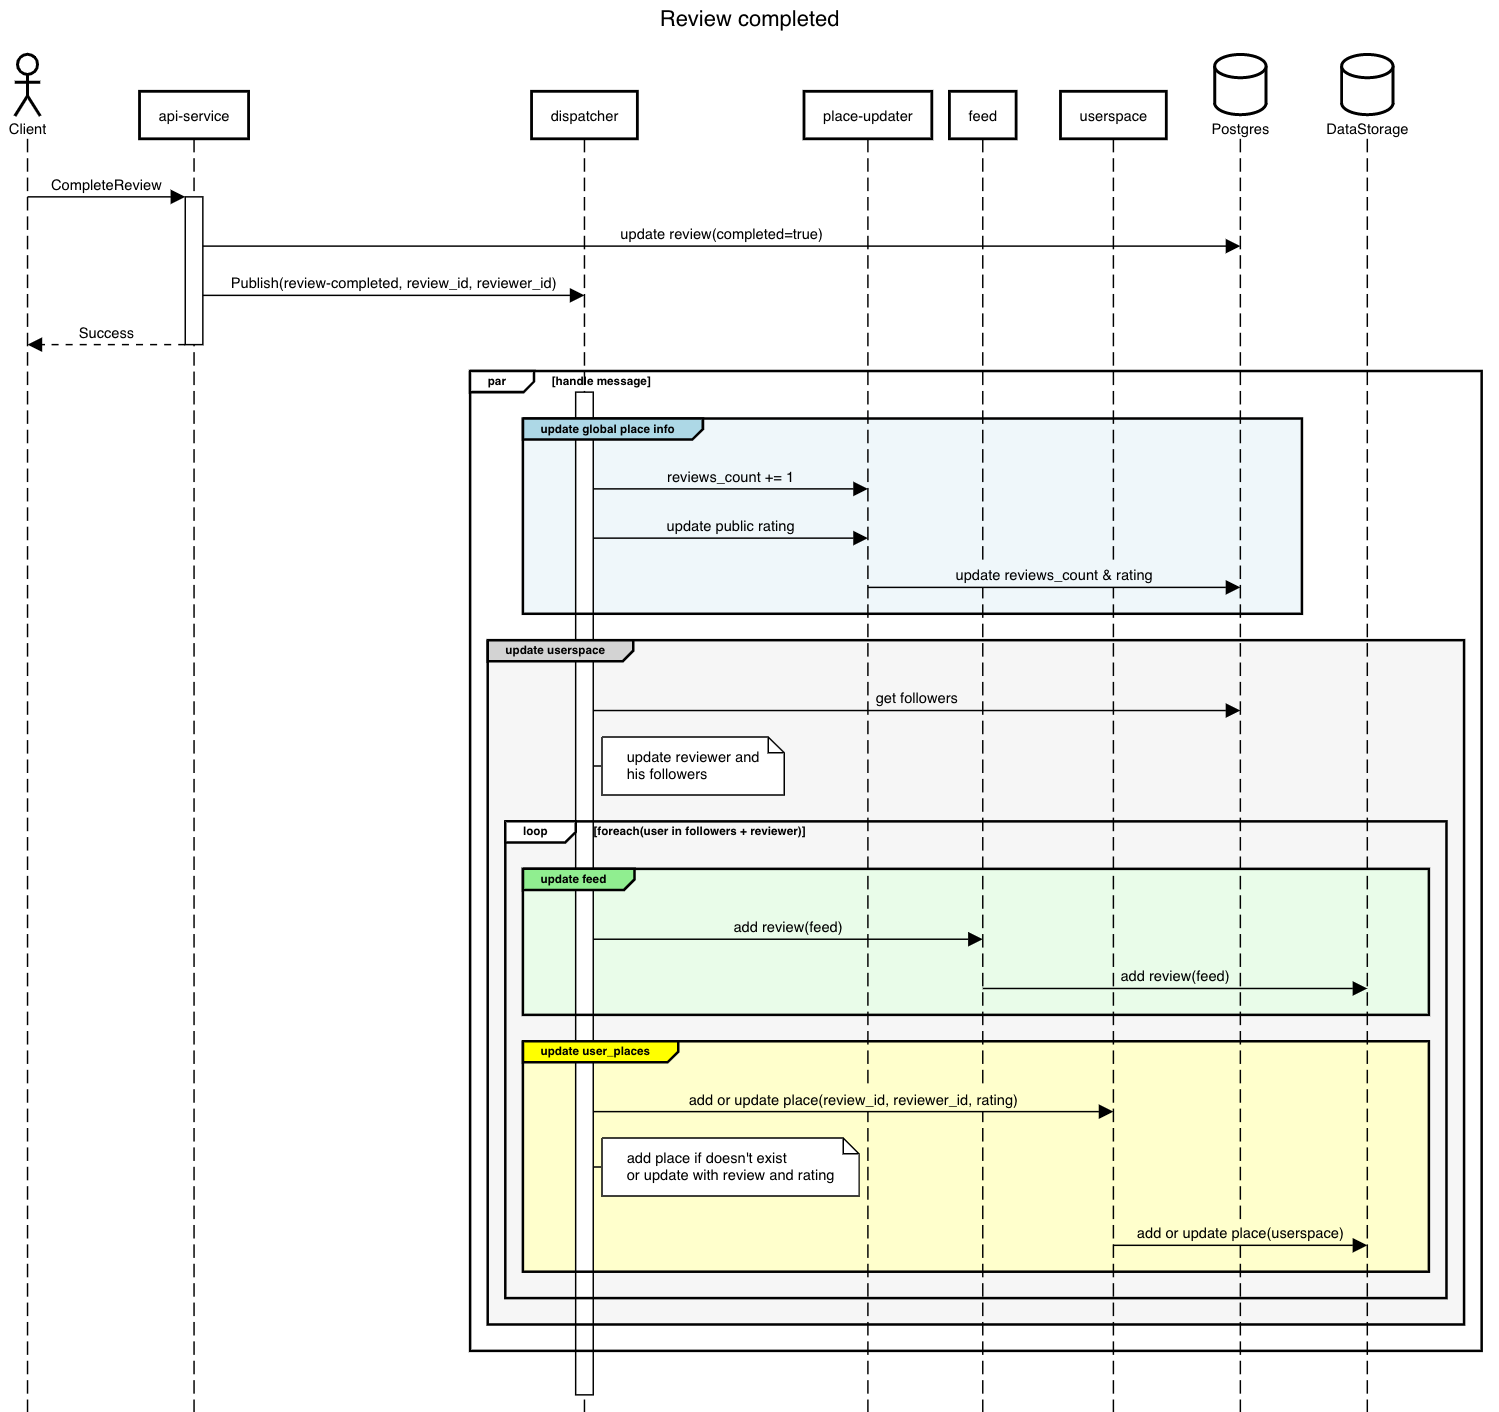 Review completed
Client
api-service
dispatcher
place-updater
feed
userspace
Postgres
DataStorage
CompleteReview
update review(completed=true)
Publish(review-completed, review_id, reviewer_id)
Success
par
[handle message]
update global place info
reviews_count += 1
update public rating
update reviews_count & rating
update userspace
get followers
update reviewer and
his followers
loop
[foreach(user in followers + reviewer)]
update feed
add review(feed)
add review(feed)
update user_places
add or update place(review_id, reviewer_id, rating)
add place if doesn't exist
or update with review and rating
add or update place(userspace)